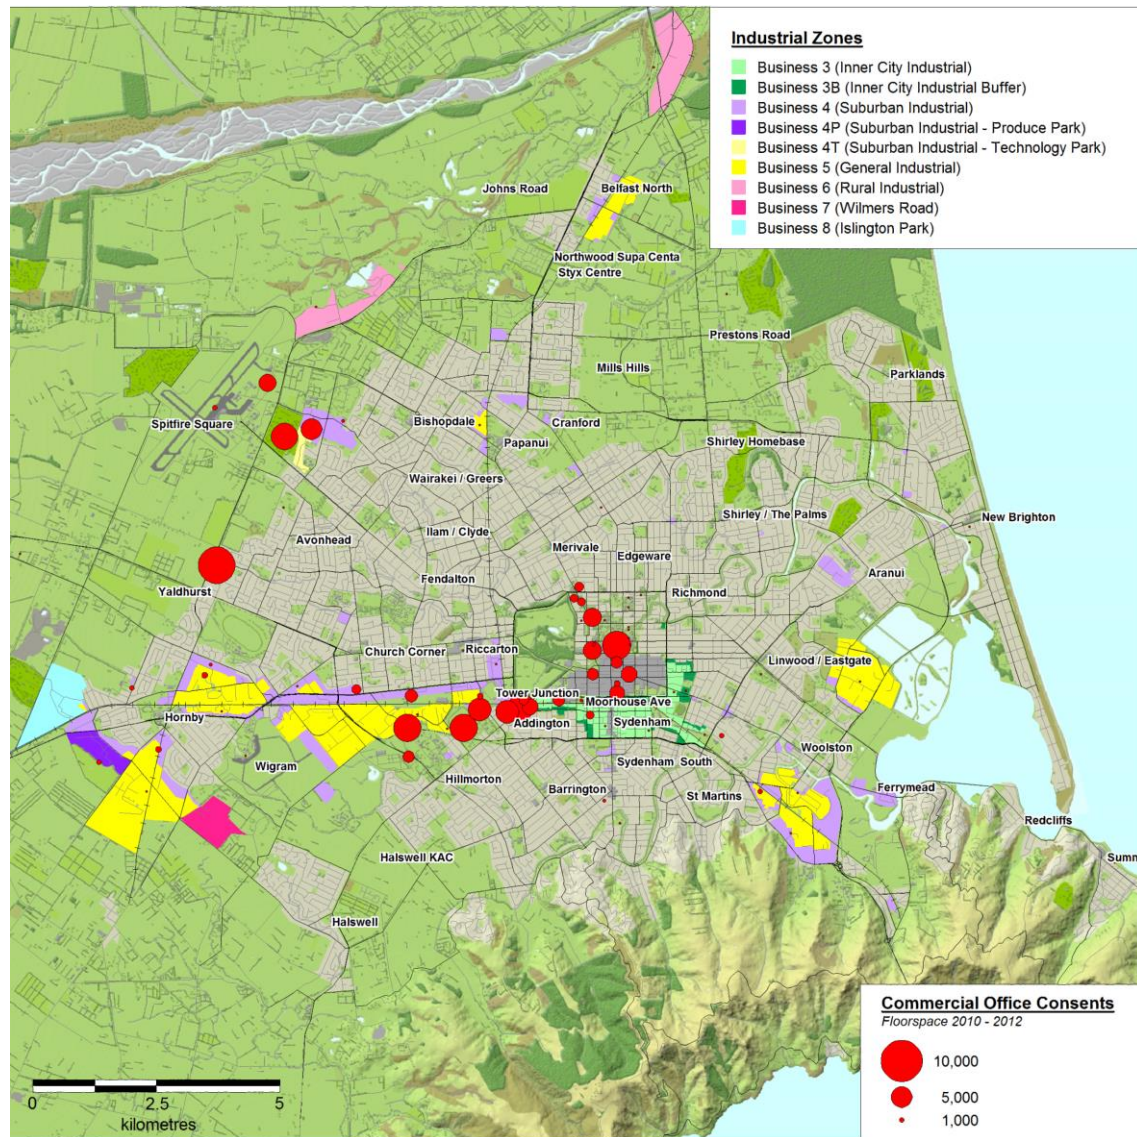 Industrial Zones
Business 3 (Inner City Industrial)
Business 3B (Inner City Industrial Buffer)
Business 4 (Suburban Industrial)
Business 4P (Suburban Industrial - Produce Park)
Business 4T (Suburban Industrial - Technology Park)
Business 5 (General Industrial)
Business 6 (Rural Industrial)
Business 7 (Wilmers Road)
Business 8 (Islington Park)
Johns Road
Belfast North
Northwood Supa Centa
Styx Centre
Prestons Road
Mills Hills
Parklands
Spitfire Square
Bishopdale
Cranford
Papanui
Shirley Homebase
Wairakei / Greers
Shirley / The Palms
New Brighton
Ilam / Clyde
Avonhead
Merivale
Edgeware
Aranui
Fendalton
Yaldhurst
Richmond
Church Corner
Riccarton
Linwood / Eastgate
Tower Junction
Moorhouse Ave
Hornby
Addington
Sydenham
Woolston
Wigram
Sydenham South
Hillmorton
Barrington
St Martins
Ferrymead
Redcliffs
Halswell KAC
Summ
Halswell
Commercial Office Consents
Floorspace 2010 - 2012
10,000
5,000
1,000
0 2.5 5
kilometres